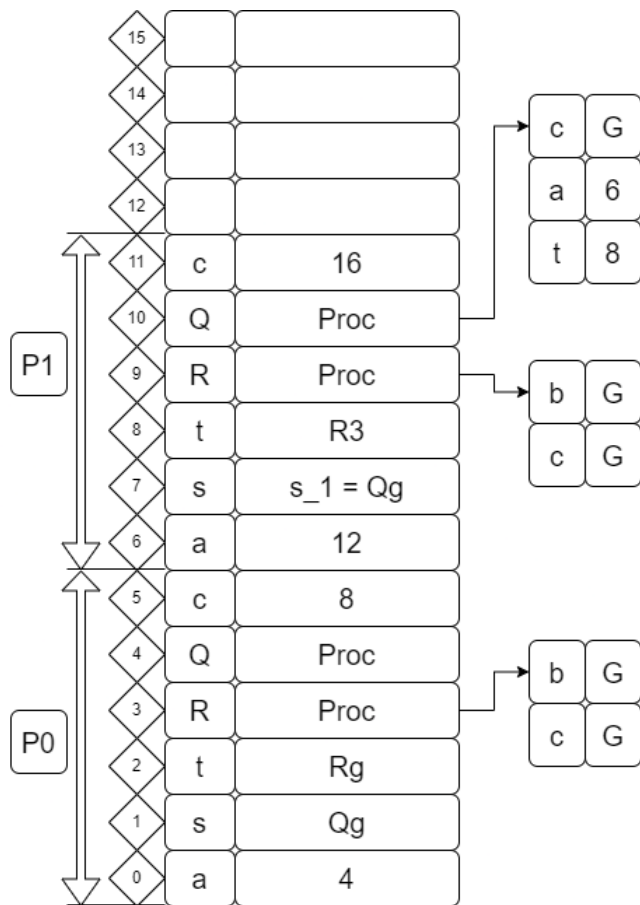 15
14
13
12
11 c 16
10 Q Proc
9 R Proc
8 t R3
7 s s_1 = Qg
6 a 12
5 c 8
4 Q Proc
3 R Proc
2 t Rg
1 s Qg
0 a 4
P1
P0
c G
a 6
t 8
b G
c G
b G
c G